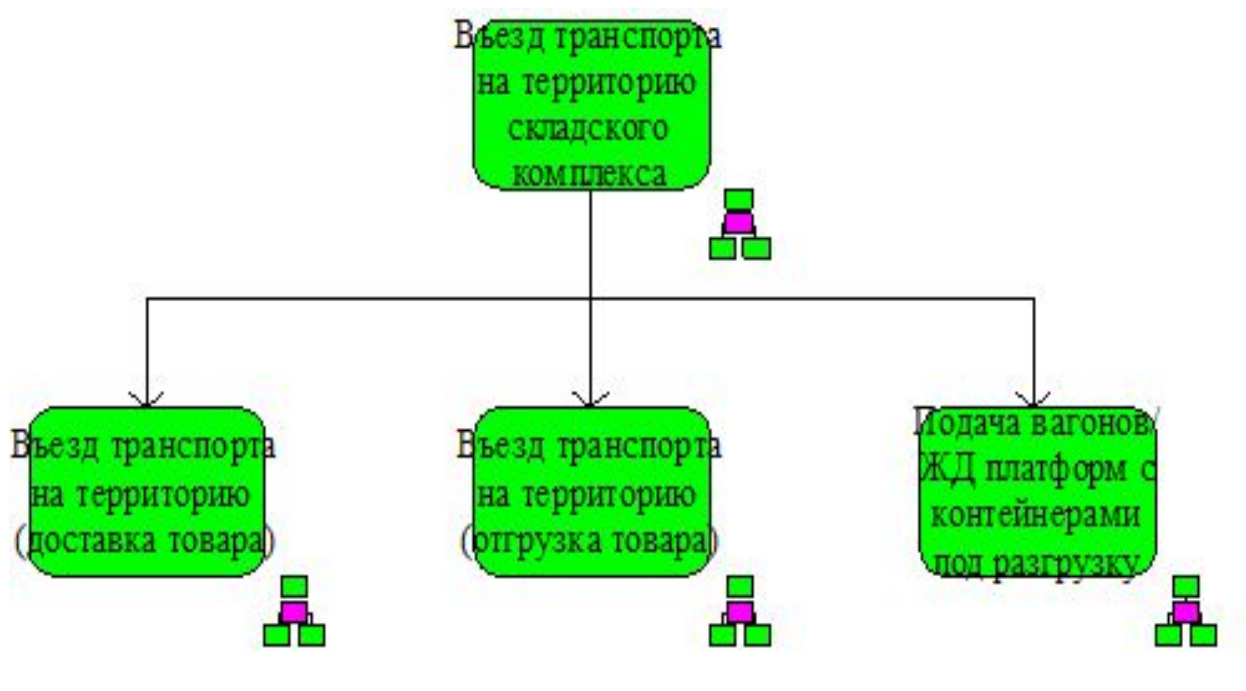 Въезд транспорта
на территорию
складского
комплекса
Въезд транспорта
на территорию
(доставка товара)
Въезд транспорта
на территорию
(отгрузка товара)
Подача вагонов/
ЖД платформ с
контейнерами
под разгрузку